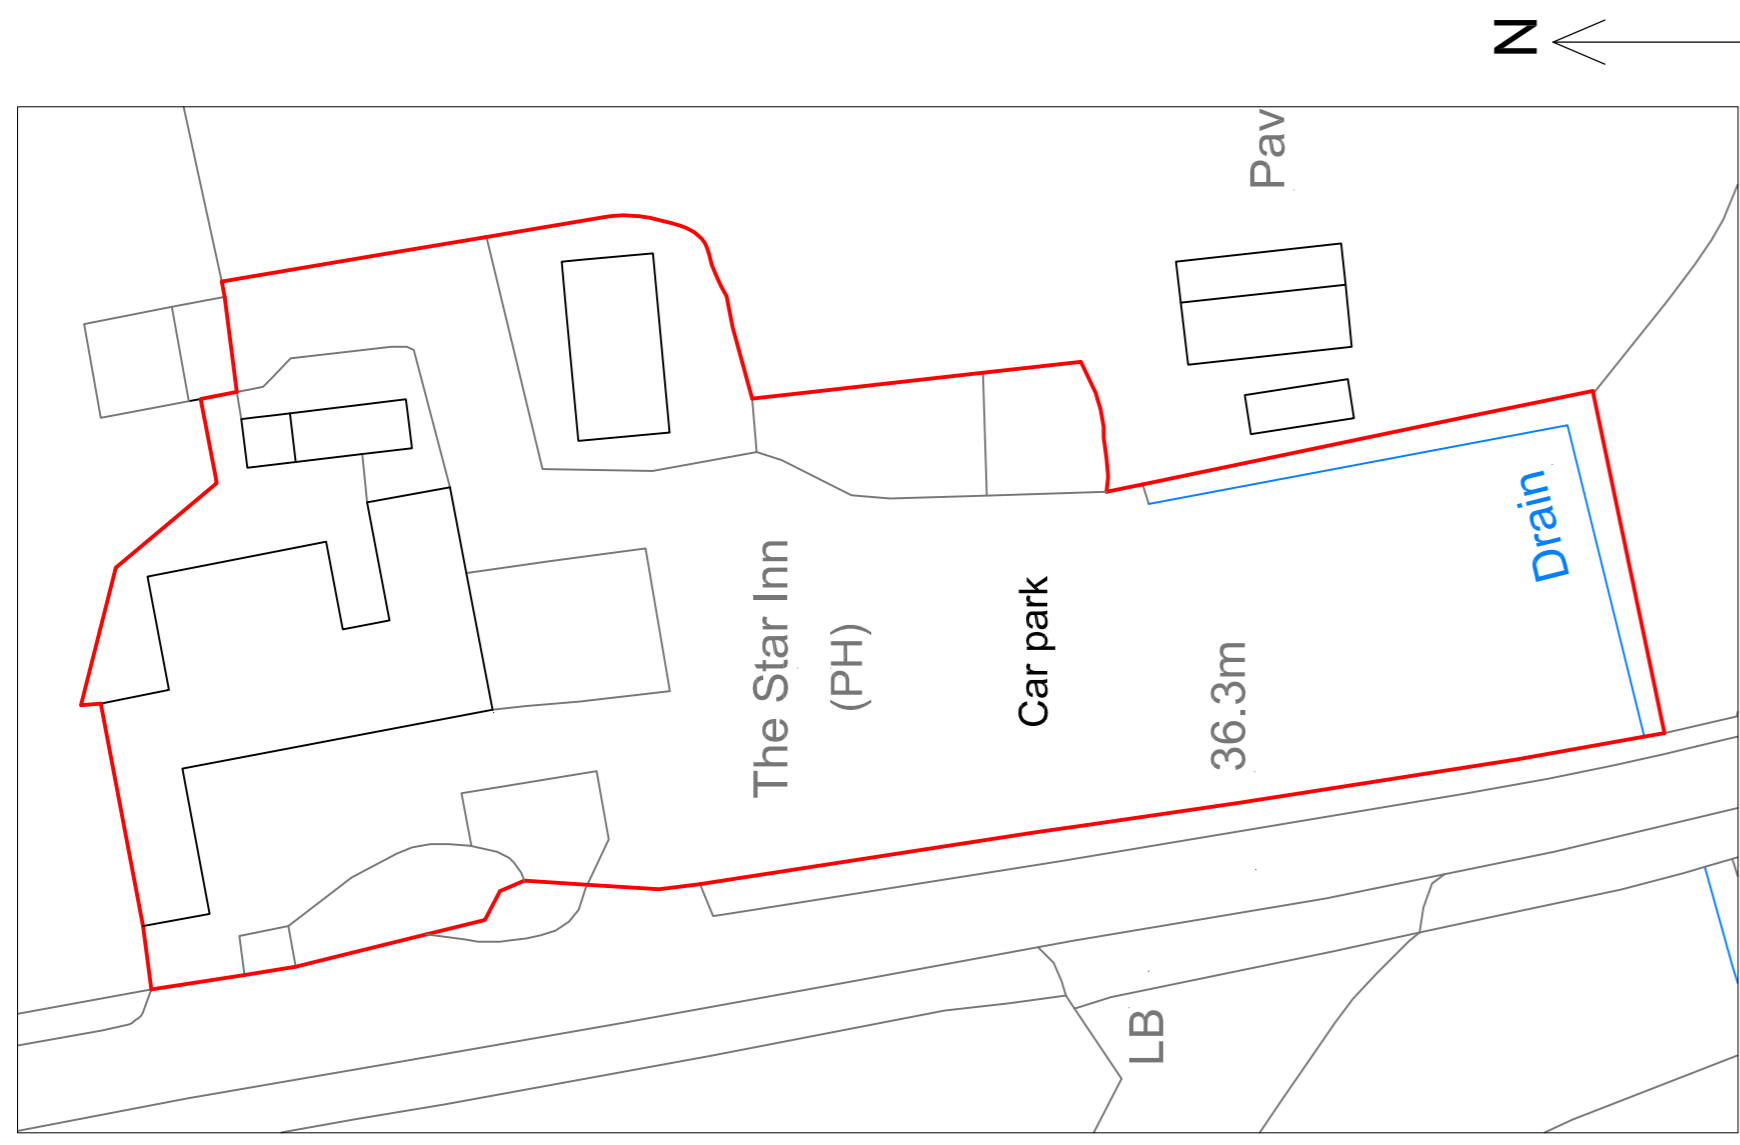 N
Pav
The Star Inn
(PH)
Car park
36.3m
Drain
LB